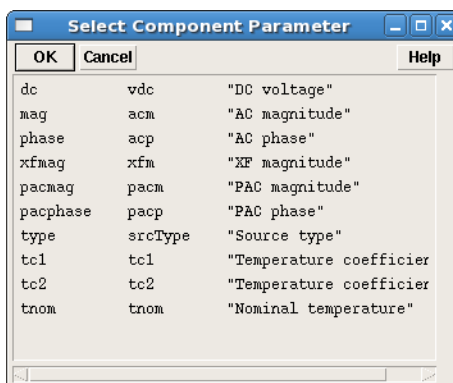 Select Component Parameter
OK Cancel Help
dc vdc "DC voltage"
mag acm "AC magnitude"
phase acp "AC phase"
xfmag xfm "XF magnitude"
pacmag pacm "PAC magnitude"
pacphase pacp "PAC phase"
type srcType "Source type"
tc1 tc1 "Temperature coefficier
tc2 tc2 "Temperature coefficier
tnom tnom "Nominal temperature"